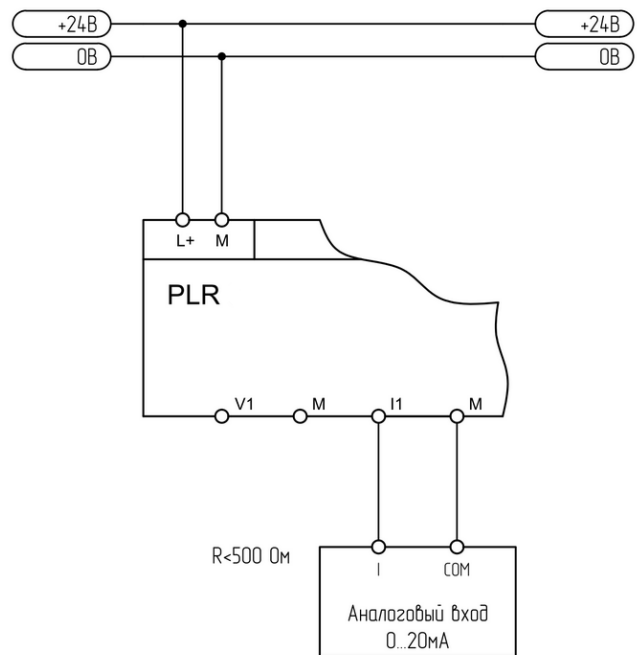 +24В +24В
0В 0В
L+ M
PLR
V1 M I1 M
R<500 Ом
I COM
Аналоговый вход
0...20мА